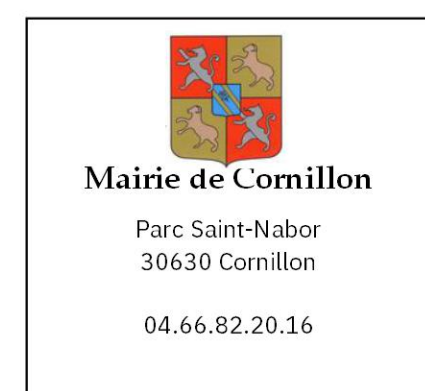 Mairie de Cornillon
Parc Saint-Nabor
30630 Cornillon
04.66.82.20.16